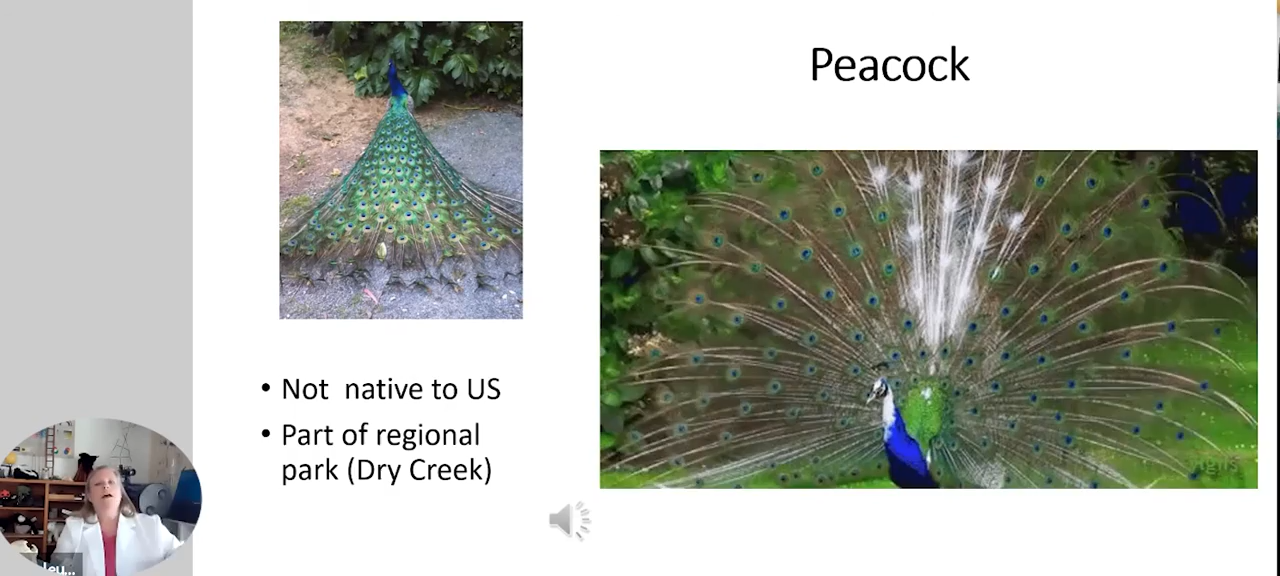 Peacock
• Not  native to US
• Part of regional
park (Dry Creek)